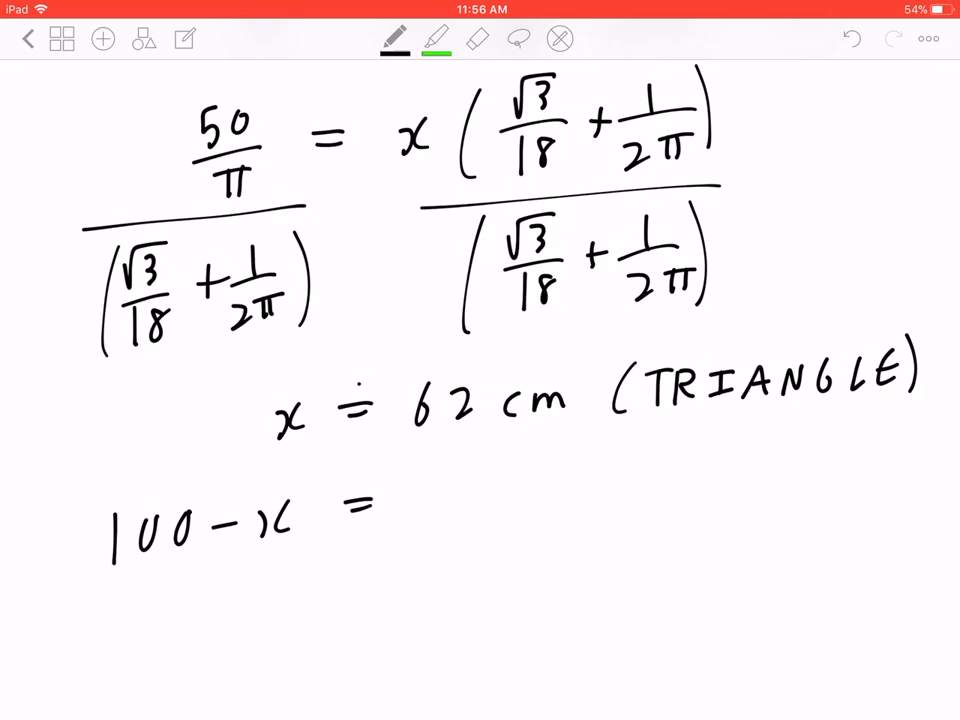 iPad 11:56 AM 54%
50/π = x(√3/18 + 1/2π)
(√3/18 + 1/2π) (√3/18 + 1/2π)
x ≐ 62 cm (TRIANGLE)
100 - x =